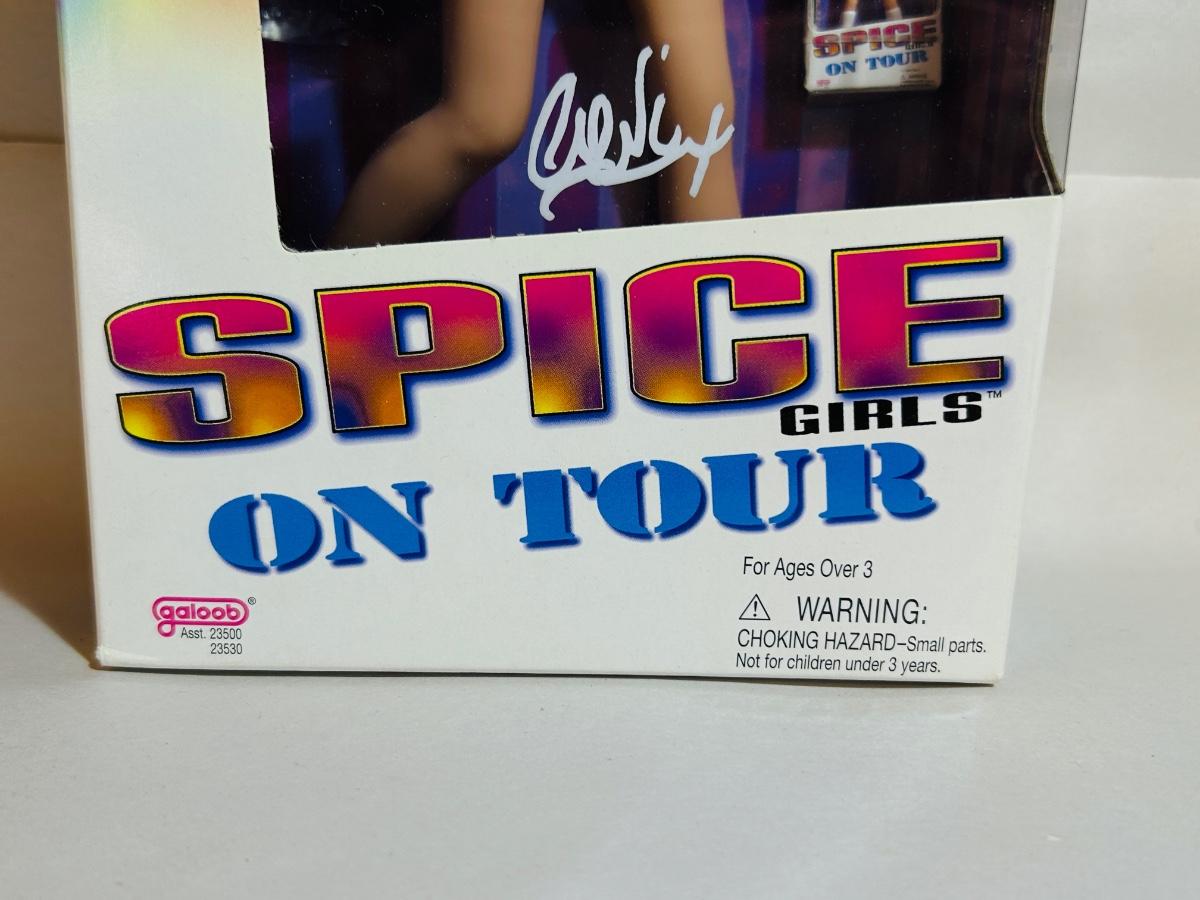 SPICE
GIRLS
ON TOUR
SPICE
GIRLS™
ON TOUR
For Ages Over 3
galoob®
Asst. 23500
23530
⚠ WARNING:
CHOKING HAZARD–Small parts.
Not for children under 3 years.